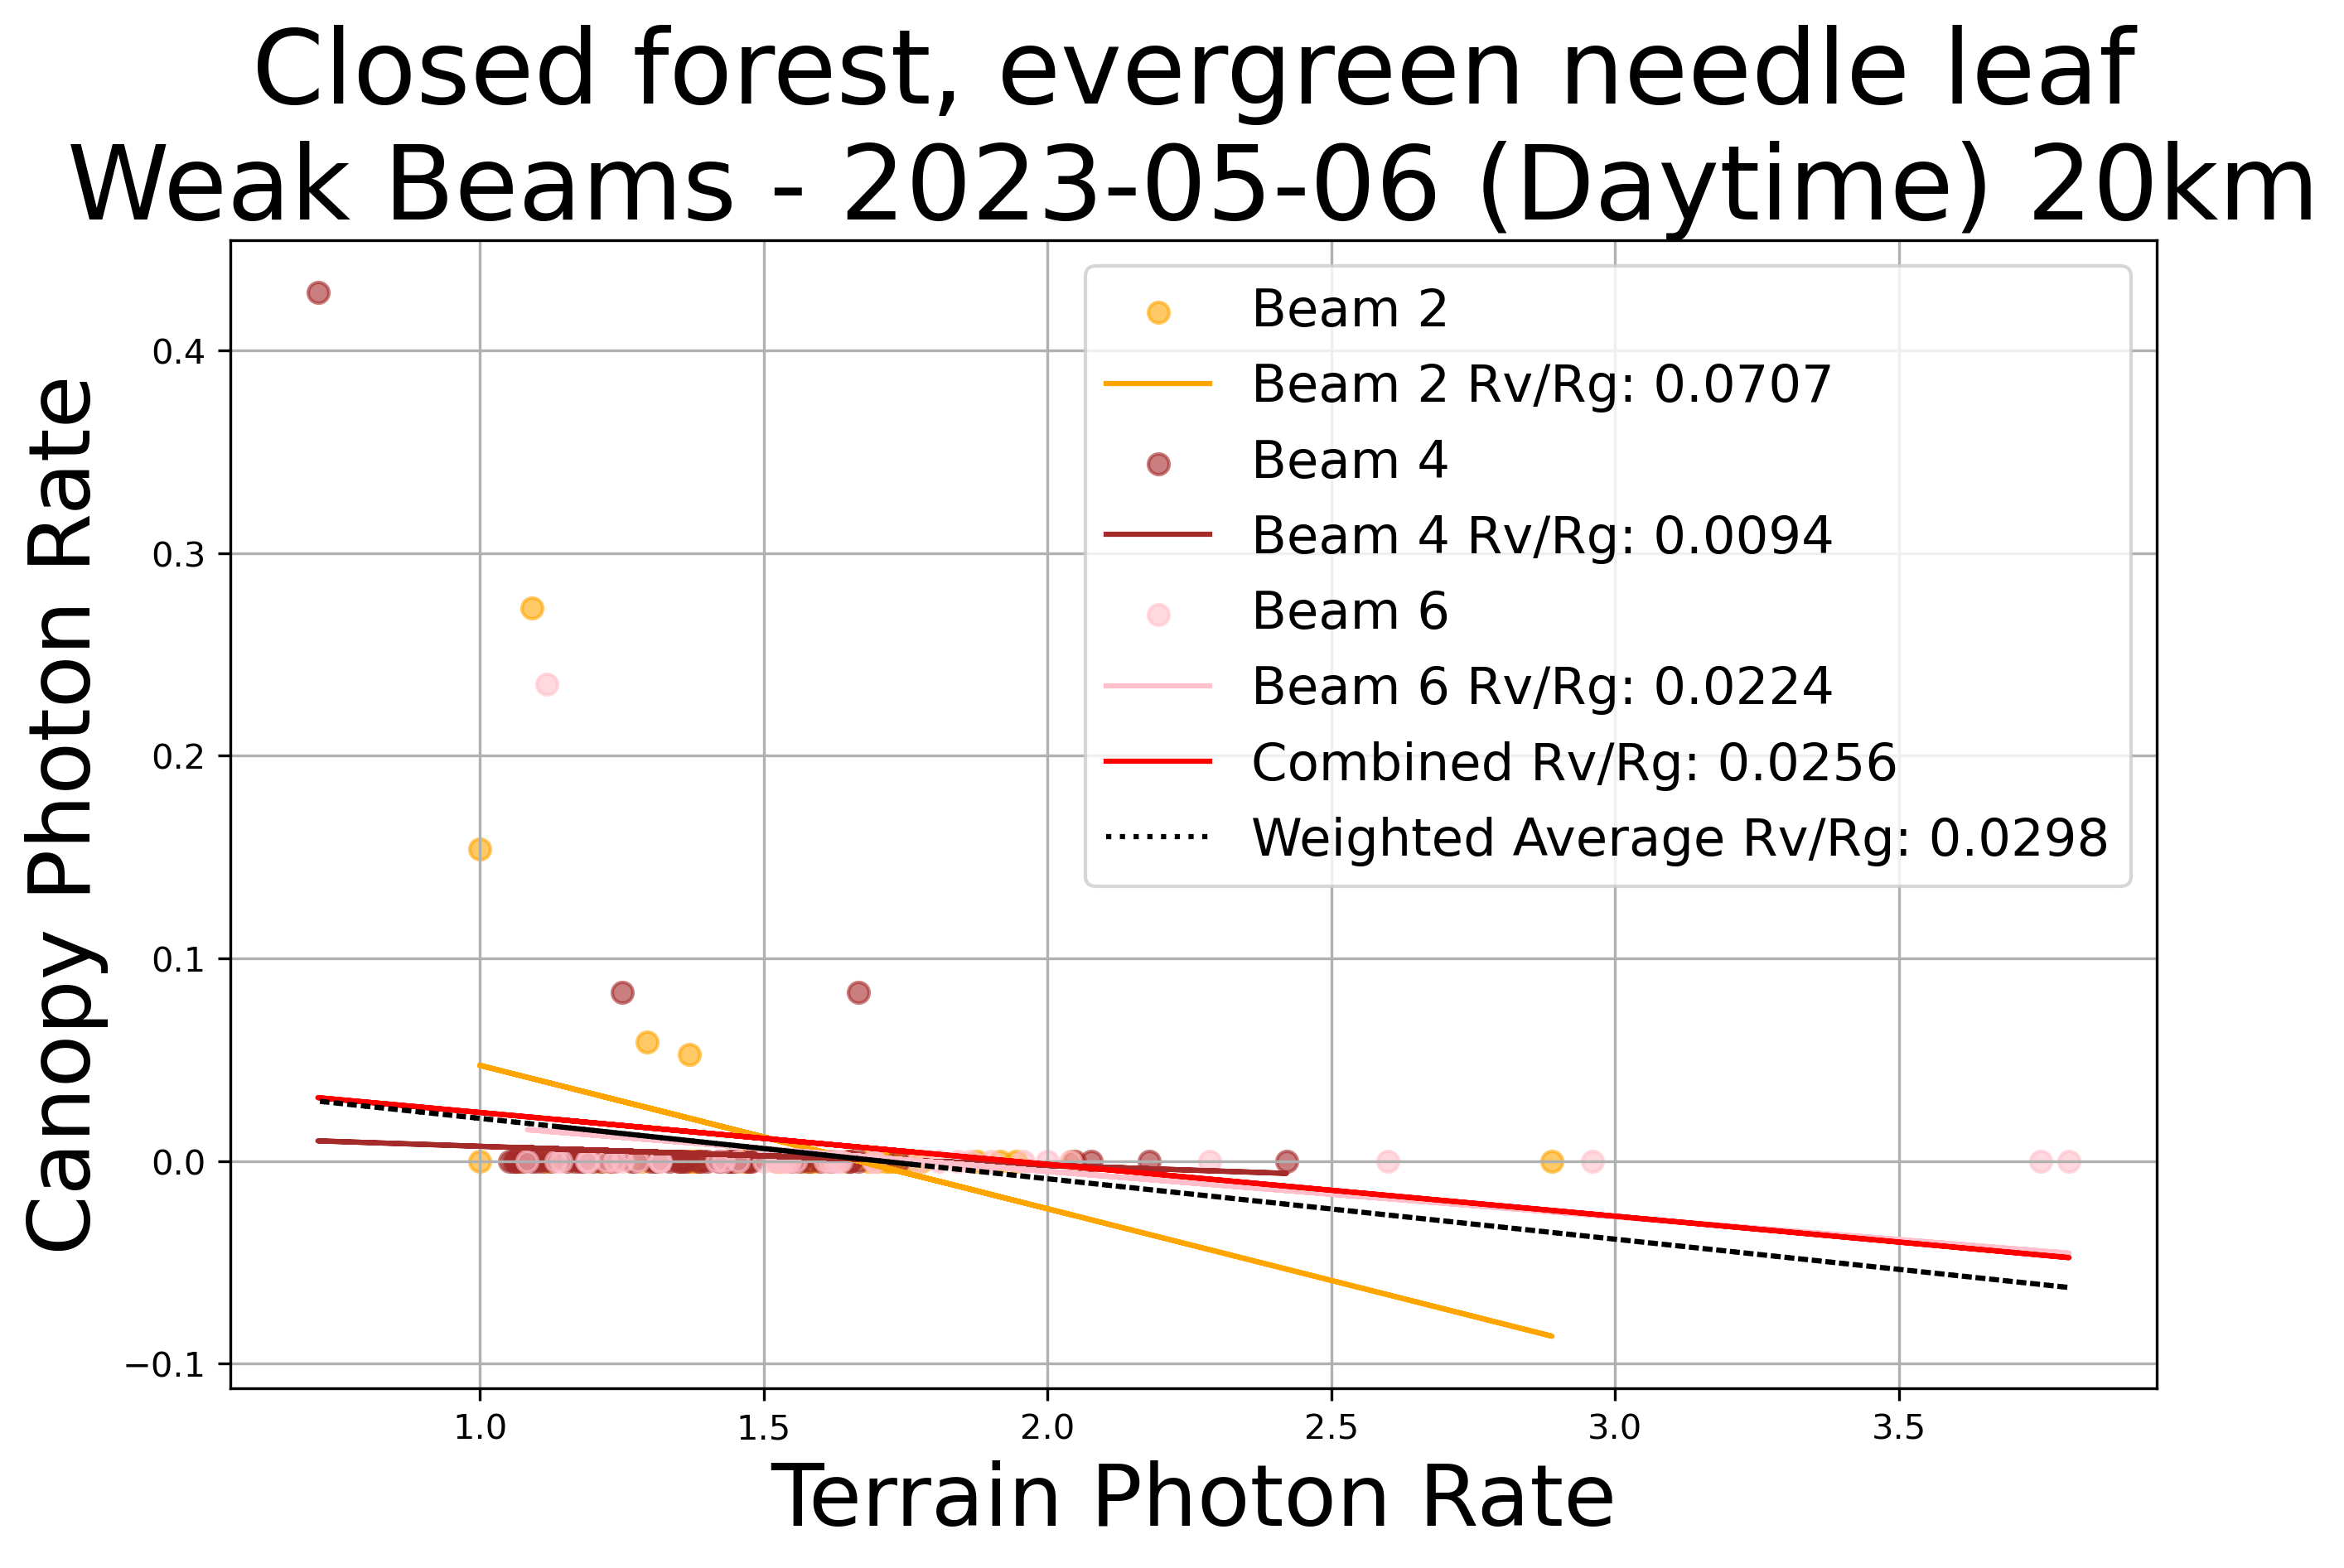 Closed forest, evergreen needle leaf
Weak Beams - 2023-05-06 (Daytime) 20km
Canopy Photon Rate
0.4
0.3
0.2
0.1
0.0
−0.1
Beam 2
Beam 2 Rv/Rg: 0.0707
Beam 4
Beam 4 Rv/Rg: 0.0094
Beam 6
Beam 6 Rv/Rg: 0.0224
Combined Rv/Rg: 0.0256
Weighted Average Rv/Rg: 0.0298
1.0 1.5 2.0 2.5 3.0 3.5
Terrain Photon Rate